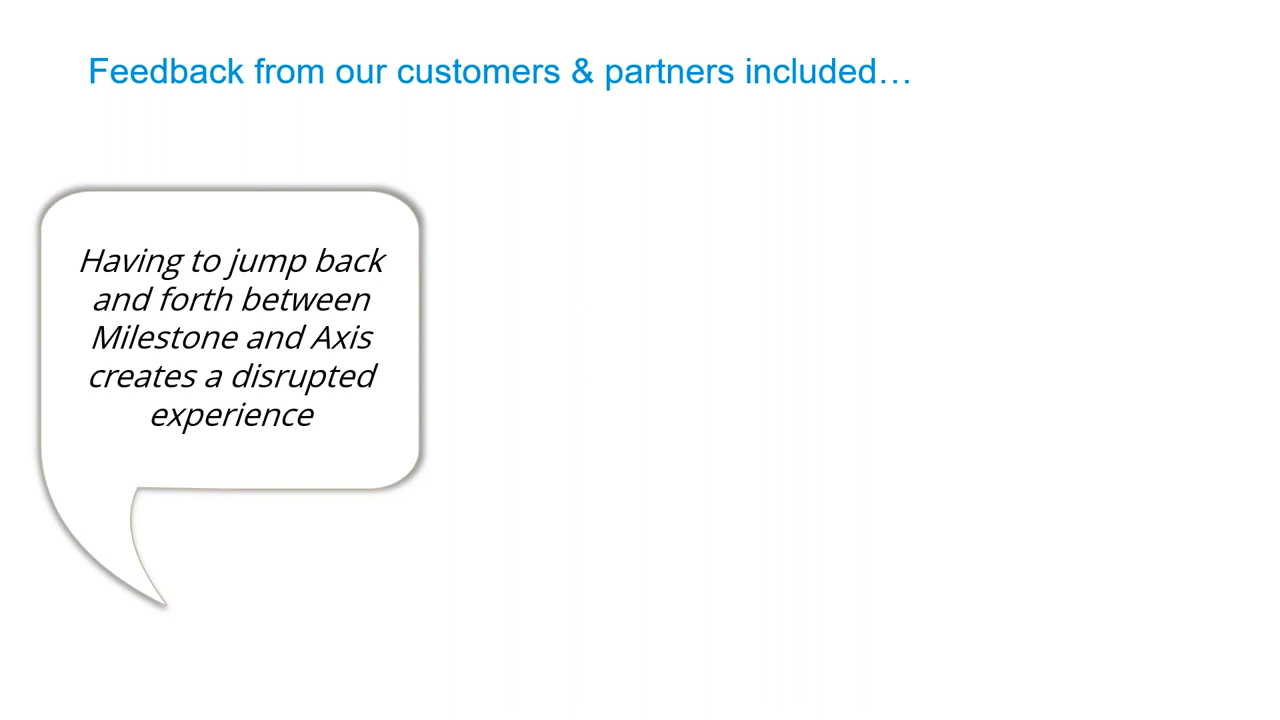 Feedback from our customers & partners included…
Having to jump back
and forth between
Milestone and Axis
creates a disrupted
experience